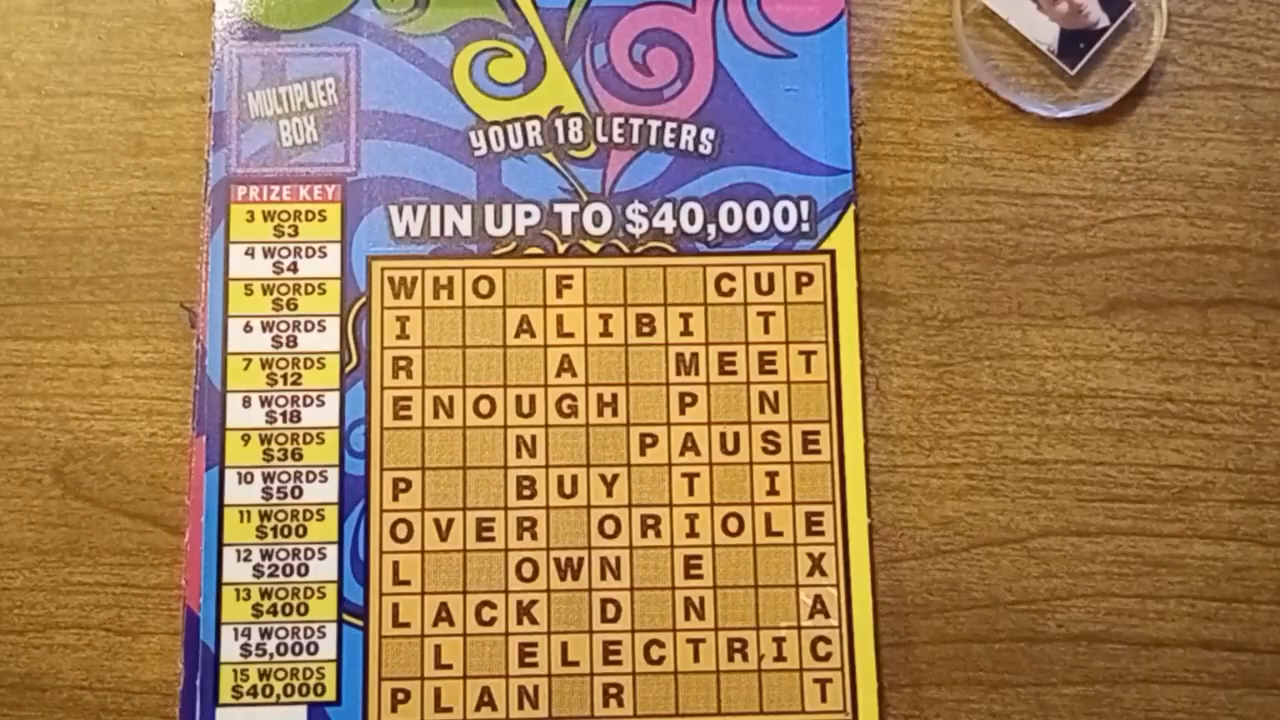 MULTIPLIER
BOX
YOUR 18 LETTERS
PRIZE KEY
3 WORDS
$3
4 WORDS
$4
5 WORDS
$6
6 WORDS
$8
7 WORDS
$12
8 WORDS
$18
9 WORDS
$36
10 WORDS
$50
11 WORDS
$100
12 WORDS
$200
13 WORDS
$400
14 WORDS
$5,000
15 WORDS
$40,000
WIN UP TO $40,000!
W H O F C U P
I A L I B I T
R A M E E T
E N O U G H P N
N P A U S E
P B U Y T I
O V E R O R I O L E
L O W N E X
L A C K D N A
L E L E C T R I C
P L A N N R T